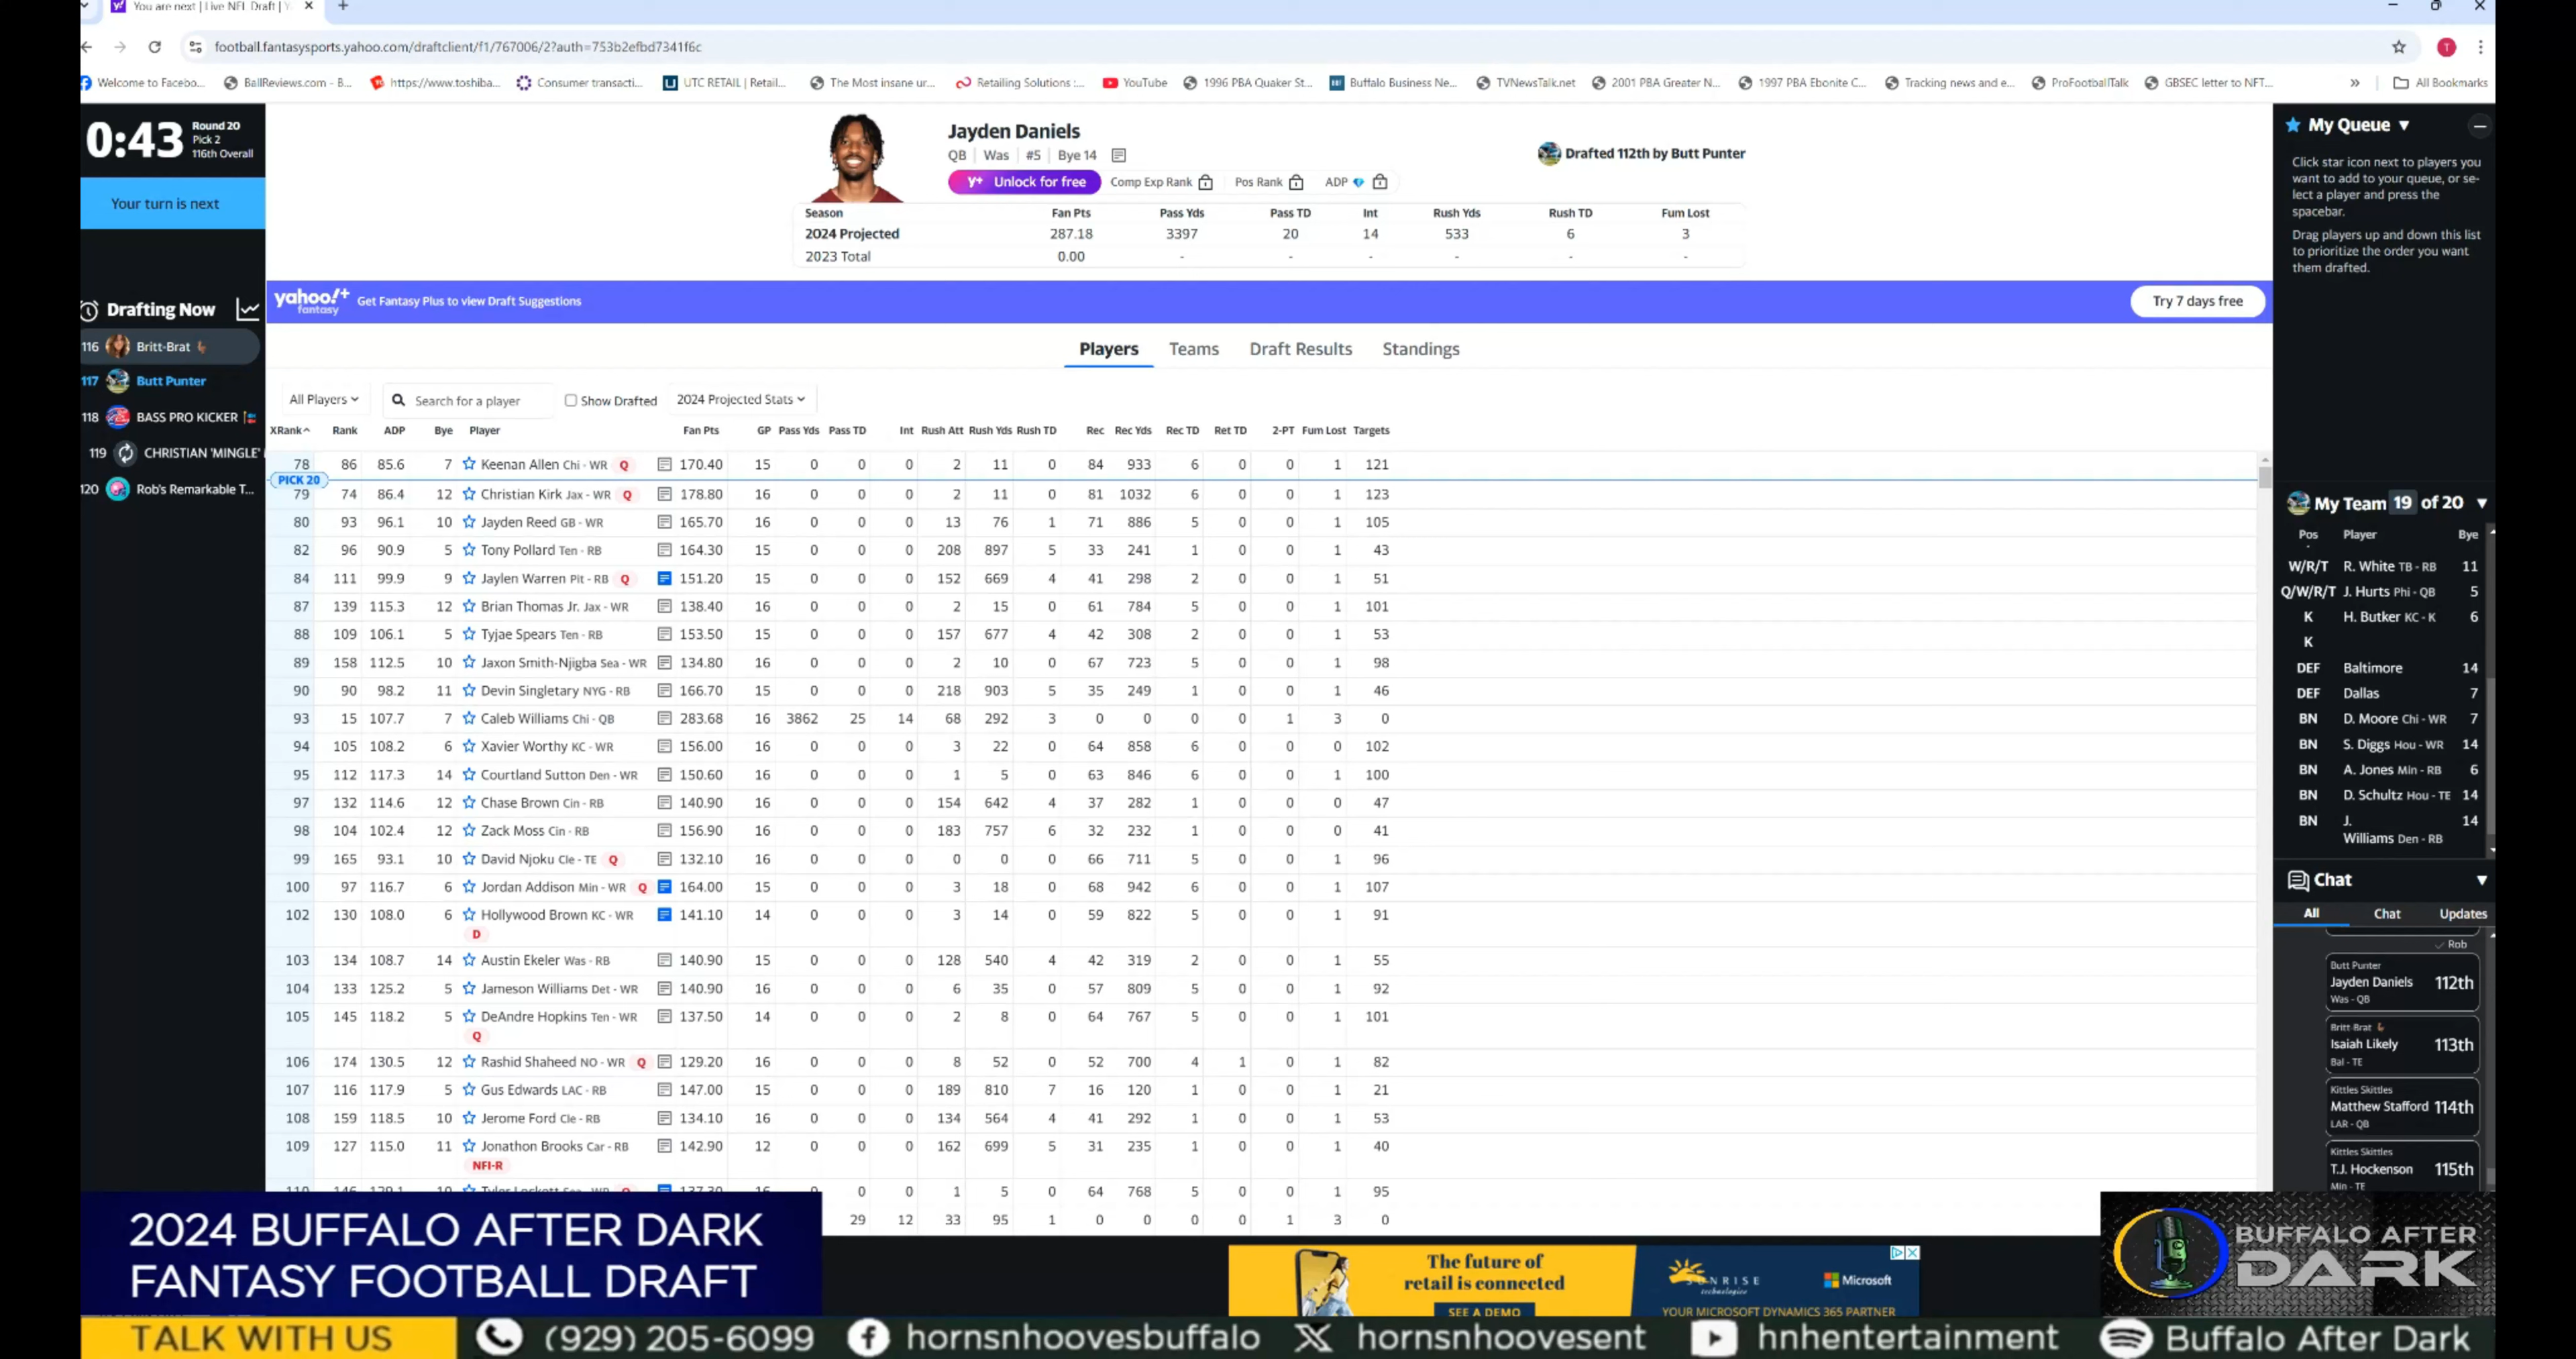 You are next | Live NFL Draft | Y
football.fantasysports.yahoo.com/draftclient/f1/767006/2?auth=753b2efbd7341f6c
Welcome to Facebo... BallReviews.com - B... https://www.toshiba... Consumer transacti... UTC RETAIL | Retail... The Most insane ur... Retailing Solutions :... YouTube 1996 PBA Quaker St... Buffalo Business Ne... TVNewsTalk.net 2001 PBA Greater N... 1997 PBA Ebonite C... Tracking news and e... ProFootballTalk GBSEC letter to NFT... » All Bookmarks
0:43
Round 20
Pick 2
116th Overall
Your turn is next
Drafting Now
116 Britt-Brat
117 Butt Punter
118 BASS PRO KICKER
119 CHRISTIAN 'MINGLE'
120 Rob's Remarkable T...
Jayden Daniels
QB Was #5 Bye 14
Drafted 112th by Butt Punter
Y+ Unlock for free Comp Exp Rank Pos Rank ADP
Season Fan Pts Pass Yds Pass TD Int Rush Yds Rush TD Fum Lost
2024 Projected 287.18 3397 20 14 533 6 3
2023 Total 0.00 - - - - - -
yahoo!+ fantasy Get Fantasy Plus to view Draft Suggestions Try 7 days free
Players Teams Draft Results Standings
All Players Search for a player Show Drafted 2024 Projected Stats
XRank Rank ADP Bye Player Fan Pts GP Pass Yds Pass TD Int Rush Att Rush Yds Rush TD Rec Rec Yds Rec TD Ret TD 2-PT Fum Lost Targets
78 86 85.6 7 Keenan Allen Chi - WR Q 170.40 15 0 0 0 2 11 0 84 933 6 0 0 1 121
PICK 20
79 74 86.4 12 Christian Kirk Jax - WR Q 178.80 16 0 0 0 2 11 0 81 1032 6 0 0 1 123
80 93 96.1 10 Jayden Reed GB - WR 165.70 16 0 0 0 13 76 1 71 886 5 0 0 1 105
82 96 90.9 5 Tony Pollard Ten - RB 164.30 15 0 0 0 208 897 5 33 241 1 0 0 1 43
84 111 99.9 9 Jaylen Warren Pit - RB Q 151.20 15 0 0 0 152 669 4 41 298 2 0 0 1 51
87 139 115.3 12 Brian Thomas Jr. Jax - WR 138.40 16 0 0 0 2 15 0 61 784 5 0 0 1 101
88 109 106.1 5 Tyjae Spears Ten - RB 153.50 15 0 0 0 157 677 4 42 308 2 0 0 1 53
89 158 112.5 10 Jaxon Smith-Njigba Sea - WR 134.80 16 0 0 0 2 10 0 67 723 5 0 0 1 98
90 90 98.2 11 Devin Singletary NYG - RB 166.70 15 0 0 0 218 903 5 35 249 1 0 0 1 46
93 15 107.7 7 Caleb Williams Chi - QB 283.68 16 3862 25 14 68 292 3 0 0 0 0 1 3 0
94 105 108.2 6 Xavier Worthy KC - WR 156.00 16 0 0 0 3 22 0 64 858 6 0 0 0 102
95 112 117.3 14 Courtland Sutton Den - WR 150.60 16 0 0 0 1 5 0 63 846 6 0 0 1 100
97 132 114.6 12 Chase Brown Cin - RB 140.90 16 0 0 0 154 642 4 37 282 1 0 0 0 47
98 104 102.4 12 Zack Moss Cin - RB 156.90 16 0 0 0 183 757 6 32 232 1 0 0 0 41
99 165 93.1 10 David Njoku Cle - TE Q 132.10 16 0 0 0 0 0 0 66 711 5 0 0 1 96
100 97 116.7 6 Jordan Addison Min - WR Q 164.00 15 0 0 0 3 18 0 68 942 6 0 0 1 107
102 130 108.0 6 Hollywood Brown KC - WR 141.10 14 0 0 0 3 14 0 59 822 5 0 0 1 91
D
103 134 108.7 14 Austin Ekeler Was - RB 140.90 15 0 0 0 128 540 4 42 319 2 0 0 1 55
104 133 125.2 5 Jameson Williams Det - WR 140.90 16 0 0 0 6 35 0 57 809 5 0 0 1 92
105 145 118.2 5 DeAndre Hopkins Ten - WR 137.50 14 0 0 0 2 8 0 64 767 5 0 0 1 101
Q
106 174 130.5 12 Rashid Shaheed NO - WR Q 129.20 16 0 0 0 8 52 0 52 700 4 1 0 1 82
107 116 117.9 5 Gus Edwards LAC - RB 147.00 15 0 0 0 189 810 7 16 120 1 0 0 1 21
108 159 118.5 10 Jerome Ford Cle - RB 134.10 16 0 0 0 134 564 4 41 292 1 0 0 1 53
109 127 115.0 11 Jonathon Brooks Car - RB 142.90 12 0 0 0 162 699 5 31 235 1 0 0 1 40
NFI-R
110 146 129.1 10 Tyler Lockett Sea - WR Q 137.30 16 0 0 0 1 5 0 64 768 5 0 0 1 95
29 12 33 95 1 0 0 0 0 1 3 0
My Queue
Click star icon next to players you
want to add to your queue, or se-
lect a player and press the
spacebar.
Drag players up and down this list
to prioritize the order you want
them drafted.
My Team 19 of 20
Pos Player Bye
W/R/T R. White TB - RB 11
Q/W/R/T J. Hurts Phi - QB 5
K H. Butker KC - K 6
K
DEF Baltimore 14
DEF Dallas 7
BN D. Moore Chi - WR 7
BN S. Diggs Hou - WR 14
BN A. Jones Min - RB 6
BN D. Schultz Hou - TE 14
BN J. 14
Williams Den - RB
Chat
All Chat Updates
Rob
Butt Punter
Jayden Daniels 112th
Was - QB
Britt-Brat
Isaiah Likely 113th
Bal - TE
Kittles Skittles
Matthew Stafford 114th
LAR - QB
Kittles Skittles
T.J. Hockenson 115th
Min - TE
2024 BUFFALO AFTER DARK
FANTASY FOOTBALL DRAFT
The future of
retail is connected
SEE A DEMO
SUNRISE
technologies
Microsoft
YOUR MICROSOFT DYNAMICS 365 PARTNER
BUFFALO AFTER
DARK
TALK WITH US (929) 205-6099 hornsnhoovesbuffalo hornsnhoovesent hnhentertainment Buffalo After Dark